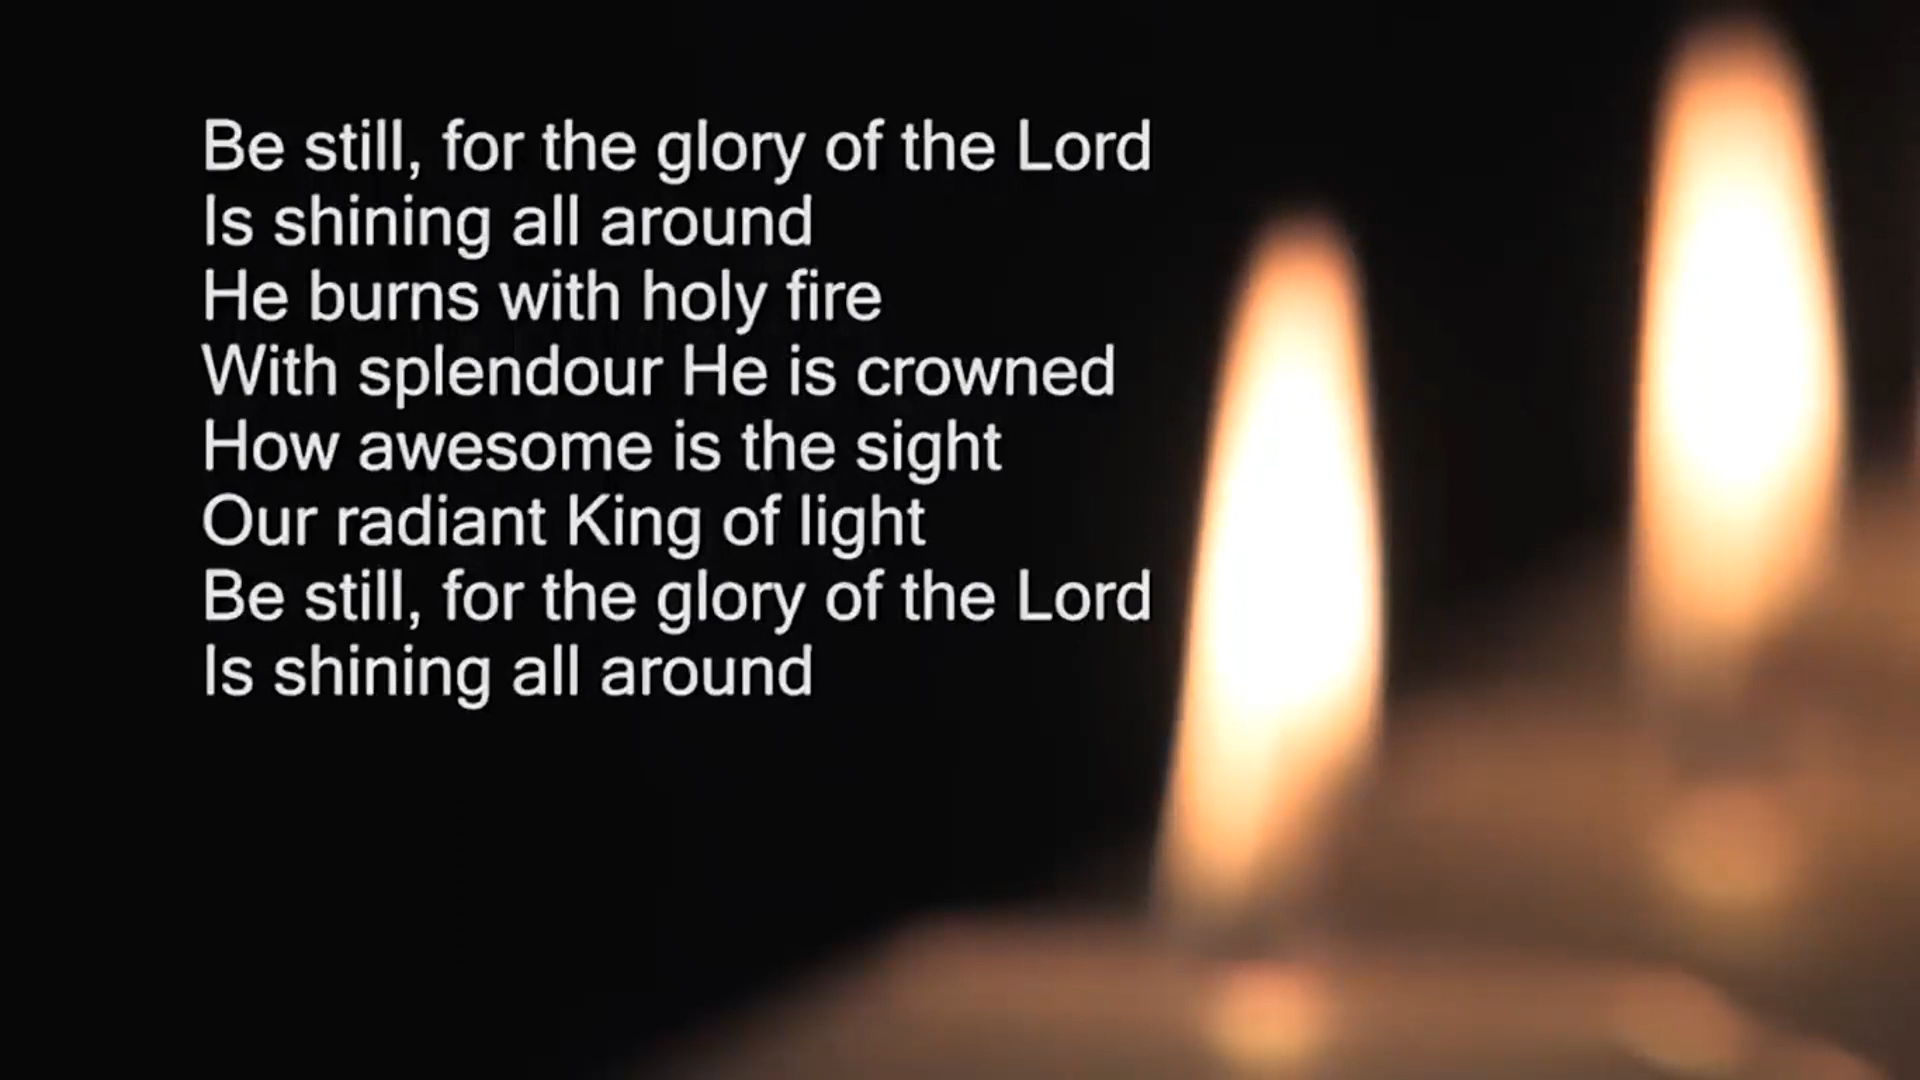 Be still, for the glory of the Lord
Is shining all around
He burns with holy fire
With splendour He is crowned
How awesome is the sight
Our radiant King of light
Be still, for the glory of the Lord
Is shining all around